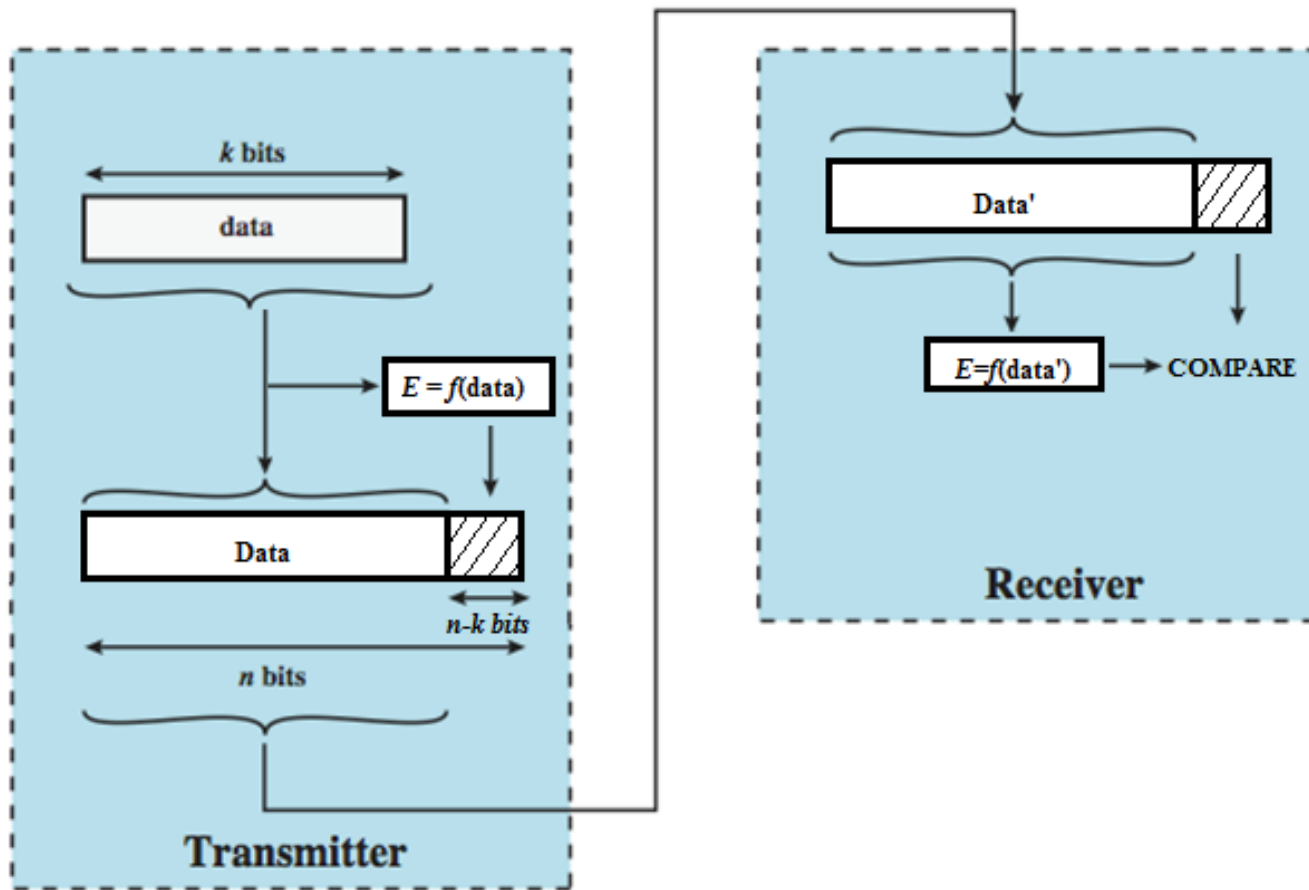 k bits
data
E = f(data)
Data
n-k bits
n bits
Transmitter
Data'
E=f(data')
COMPARE
Receiver